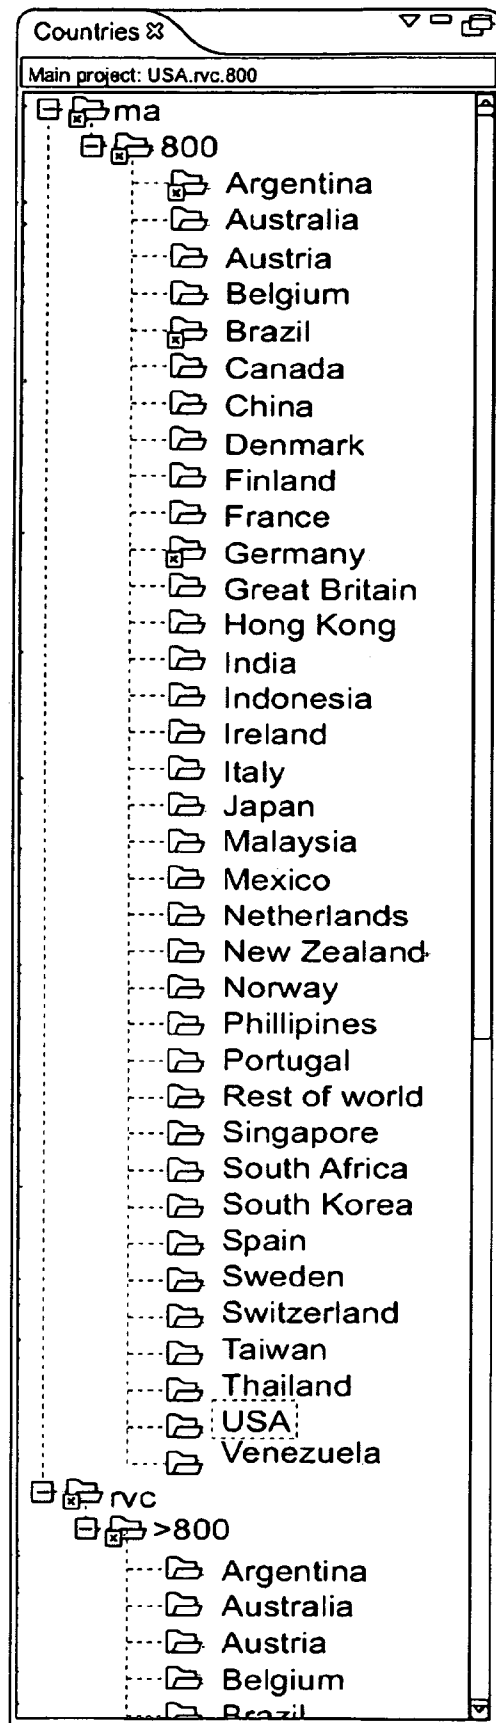 Countries
Main project: USA.rvc.800
ma
800
Argentina
Australia
Austria
Belgium
Brazil
Canada
China
Denmark
Finland
France
Germany
Great Britain
Hong Kong
India
Indonesia
Ireland
Italy
Japan
Malaysia
Mexico
Netherlands
New Zealand
Norway
Phillipines
Portugal
Rest of world
Singapore
South Africa
South Korea
Spain
Sweden
Switzerland
Taiwan
Thailand
USA
Venezuela
rvc
>800
Argentina
Australia
Austria
Belgium
Brazil